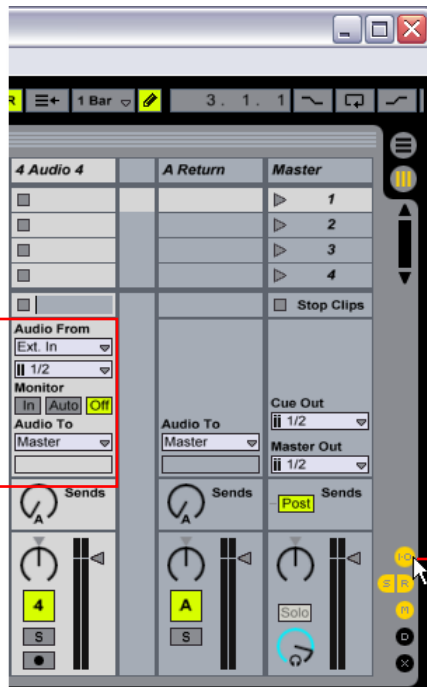 R 1 Bar 3. 1. 1
4 Audio 4 A Return Master
1
2
3
4
Stop Clips
Audio From
Ext. In
1/2
Monitor
In Auto Off
Audio To
Master
Audio To
Master
Cue Out
1/2
Master Out
1/2
Sends
A
Sends
A
Post Sends
4
S
A
S
Solo
I·O
S R
M
D
X